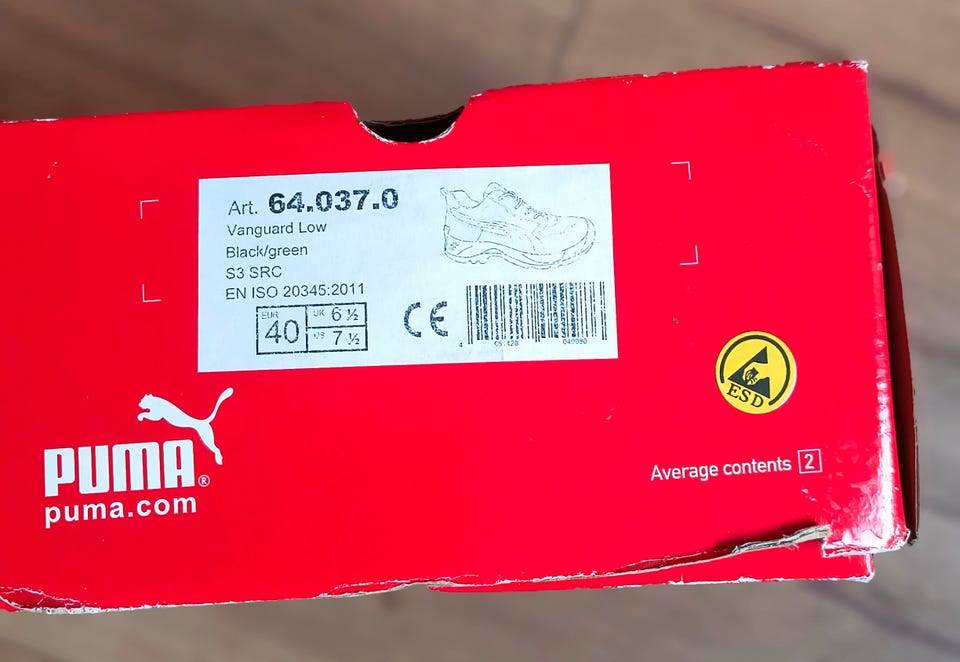 Art. 64.037.0
Vanguard Low
Black/green
S3 SRC
EN ISO 20345:2011
EUR 40
UK 6 ½
US 7 ½
CE
4
ESD
Average contents 2
PUMA®
puma.com